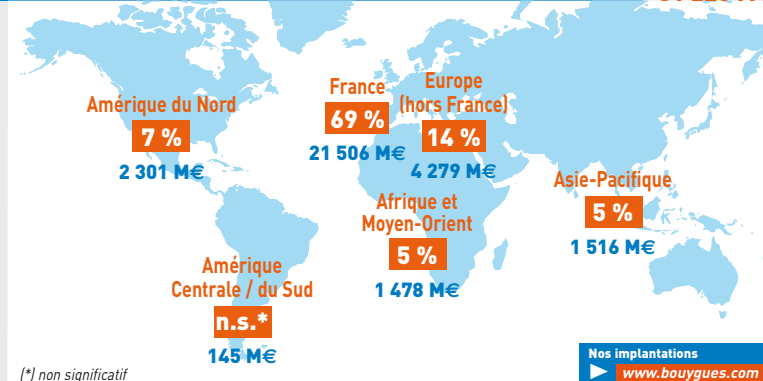 Amérique du Nord
7 %
2 301 M€
France
69 %
21 506 M€
Europe
(hors France)
14 %
4 279 M€
Afrique et
Moyen-Orient
5 %
1 478 M€
Asie-Pacifique
5 %
1 516 M€
Amérique
Centrale / du Sud
n.s.*
145 M€
(*) non significatif
Nos implantations
www.bouygues.com